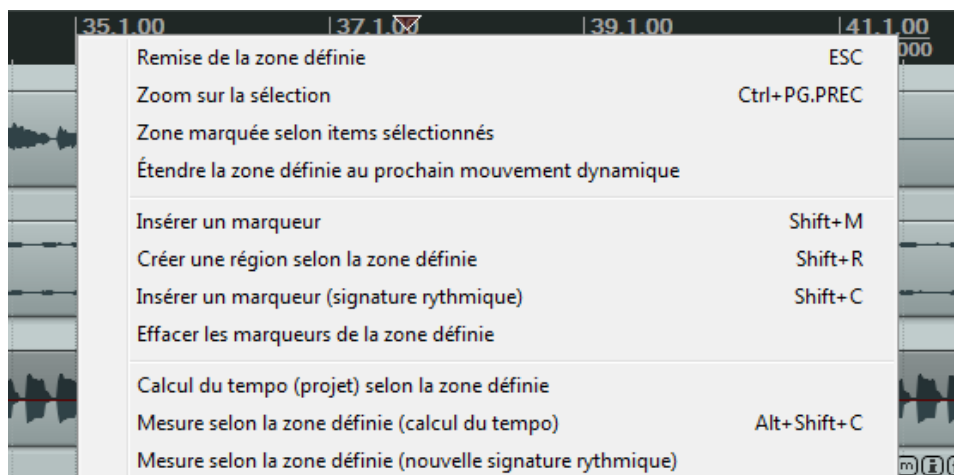 35.1.00 37.1.00 39.1.00 41.1.00
000
Remise de la zone définie ESC
Zoom sur la sélection Ctrl+PG.PREC
Zone marquée selon items sélectionnés
Étendre la zone définie au prochain mouvement dynamique
Insérer un marqueur Shift+M
Créer une région selon la zone définie Shift+R
Insérer un marqueur (signature rythmique) Shift+C
Effacer les marqueurs de la zone définie
Calcul du tempo (projet) selon la zone définie
Mesure selon la zone définie (calcul du tempo) Alt+Shift+C
Mesure selon la zone définie (nouvelle signature rythmique)
m i